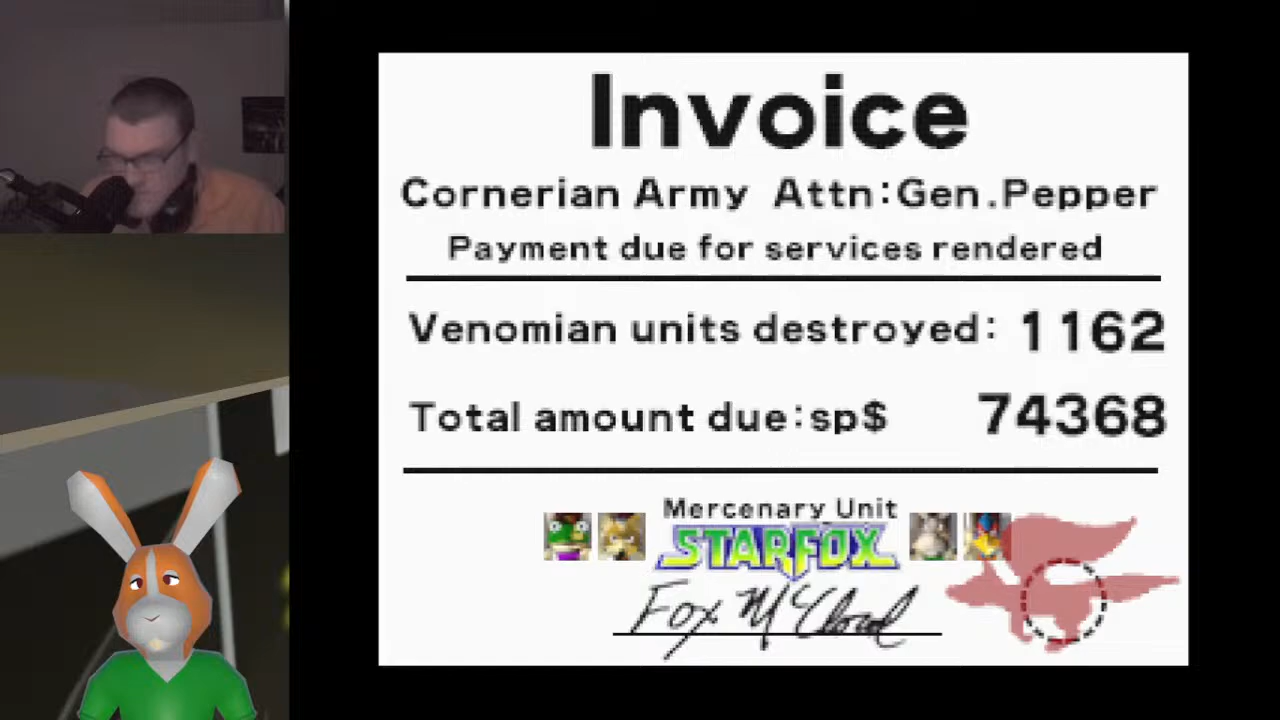 Invoice
Cornerian Army Attn:Gen.Pepper
Payment due for services rendered
Venomian units destroyed: 1162
Total amount due:sp$ 74368
Mercenary Unit
STARFOX
Fox McCloud